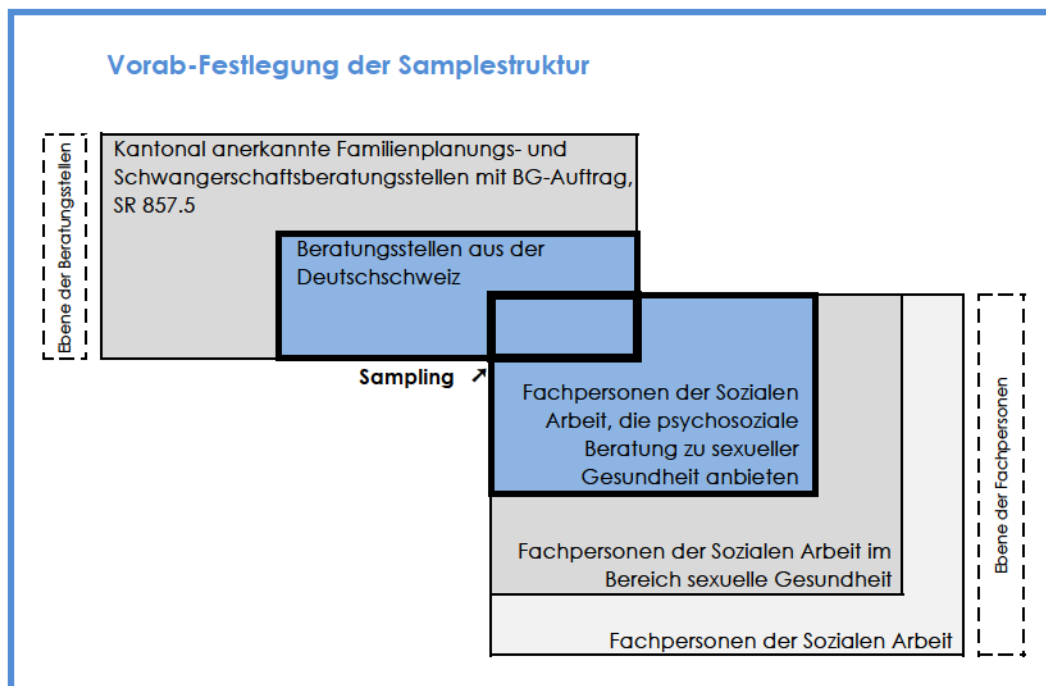 Vorab-Festlegung der Samplestruktur
Ebene der Beratungsstellen
Kantonal anerkannte Familienplanungs- und
Schwangerschaftsberatungsstellen mit BG-Auftrag,
SR 857.5
Beratungsstellen aus der
Deutschschweiz
Sampling ↗
Fachpersonen der Sozialen
Arbeit, die psychosoziale
Beratung zu sexueller
Gesundheit anbieten
Fachpersonen der Sozialen Arbeit im
Bereich sexuelle Gesundheit
Fachpersonen der Sozialen Arbeit
Ebene der Fachpersonen